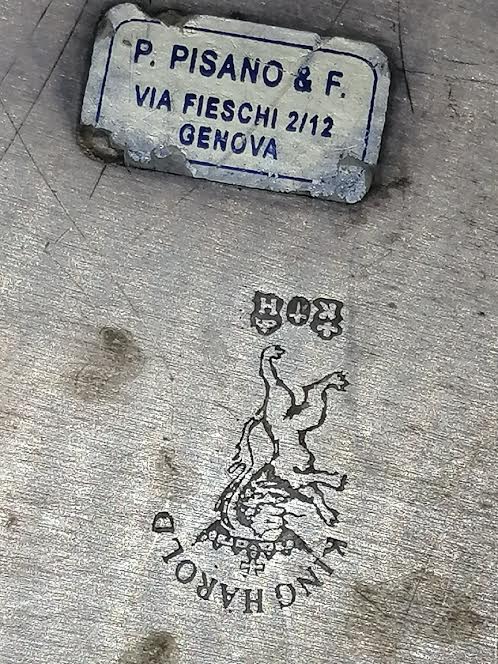 P. PISANO & F.
VIA FIESCHI 2/12
GENOVA
KING HAROLD